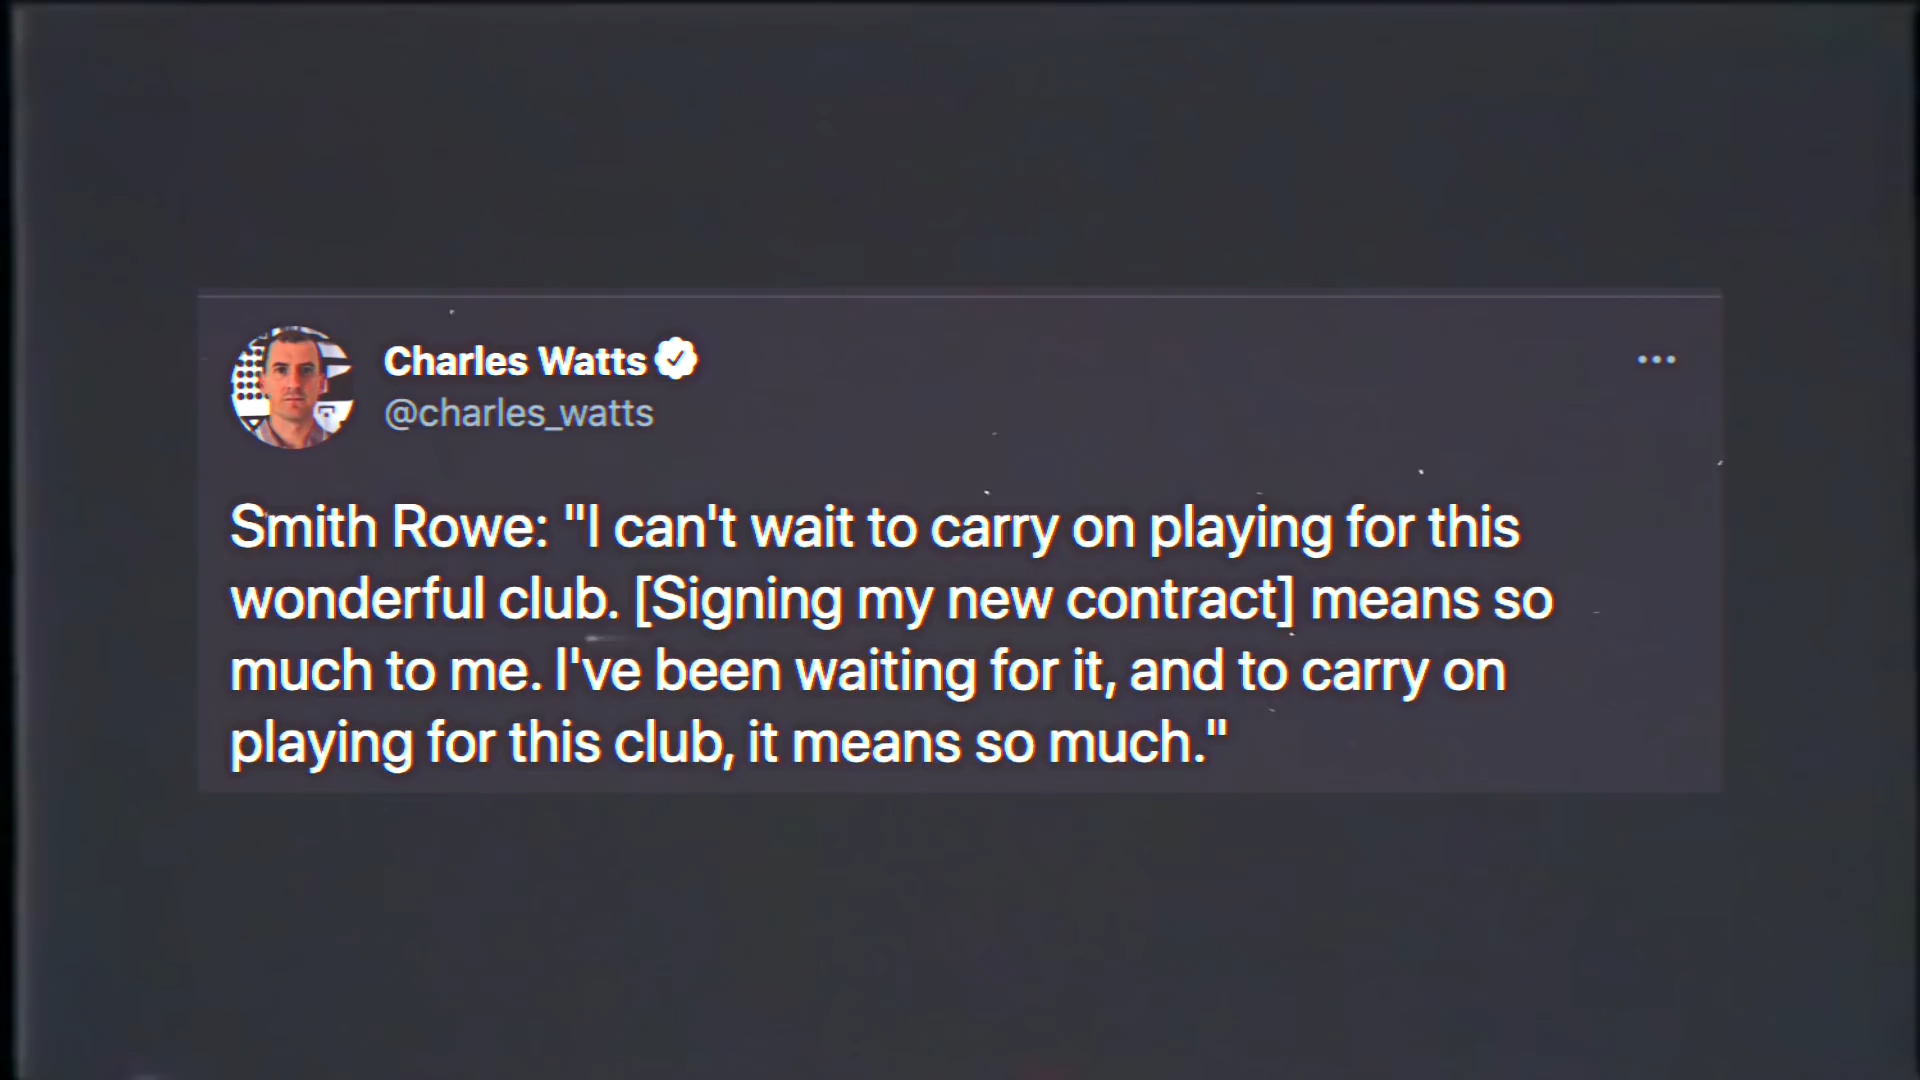 Charles Watts
@charles_watts
Smith Rowe: "I can't wait to carry on playing for this
wonderful club. [Signing my new contract] means so
much to me. I've been waiting for it, and to carry on
playing for this club, it means so much."